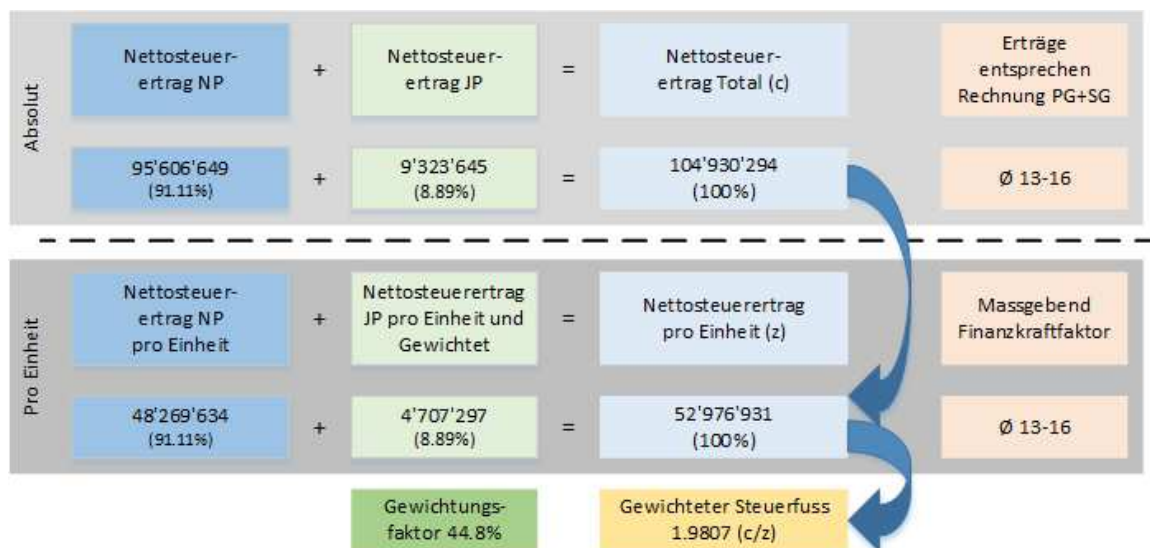 Absolut
Nettosteuer-
ertrag NP
+
Nettosteuer-
ertrag JP
=
Nettosteuer-
ertrag Total (c)
Erträge
entsprechen
Rechnung PG+SG
95'606'649
(91.11%)
+
9'323'645
(8.89%)
=
104'930'294
(100%)
Ø 13-16
Pro Einheit
Nettosteuer-
ertrag NP
pro Einheit
+
Nettosteuerertrag
JP pro Einheit und
Gewichtet
=
Nettosteuerertrag
pro Einheit (z)
Massgebend
Finanzkraftfaktor
48'269'634
(91.11%)
+
4'707'297
(8.89%)
=
52'976'931
(100%)
Ø 13-16
Gewichtungs-
faktor 44.8%
Gewichteter Steuerfuss
1.9807 (c/z)